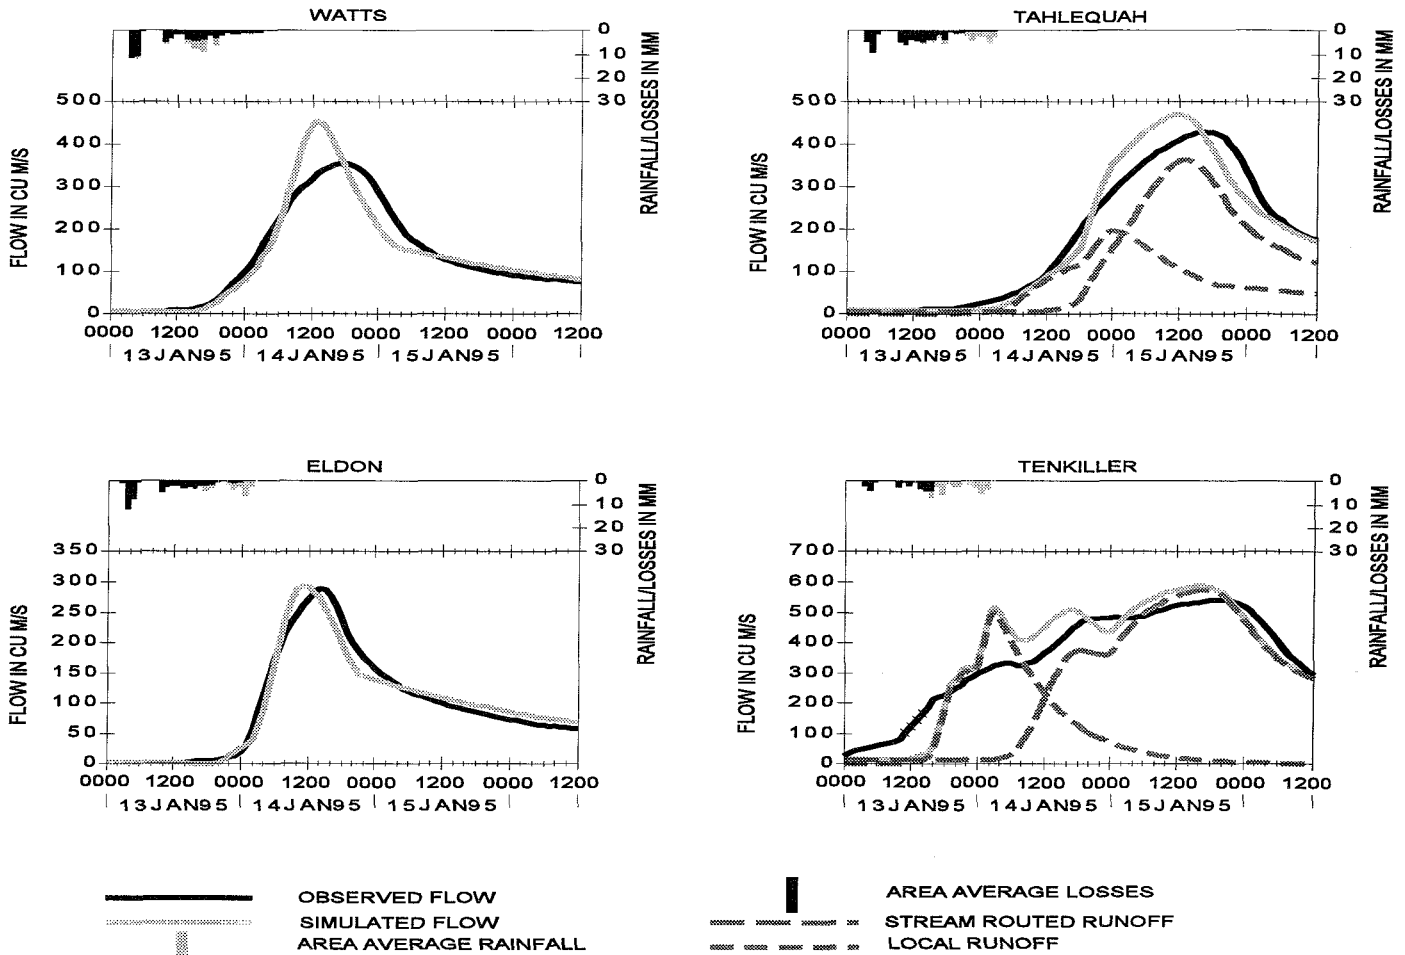 WATTS
FLOW IN CU M/S
500
400
300
200
100
0
0
10
20
30
RAINFALL/LOSSES IN MM
0000 1200 0000 1200 0000 1200 0000 1200
13JAN95 14JAN95 15JAN95
TAHLEQUAH
FLOW IN CU M/S
500
400
300
200
100
0
0
10
20
30
RAINFALL/LOSSES IN MM
0000 1200 0000 1200 0000 1200 0000 1200
13JAN95 14JAN95 15JAN95
ELDON
FLOW IN CU M/S
350
300
250
200
150
100
50
0
0
10
20
30
RAINFALL/LOSSES IN MM
0000 1200 0000 1200 0000 1200 0000 1200
13JAN95 14JAN95 15JAN95
TENKILLER
FLOW IN CU M/S
700
600
500
400
300
200
100
0
0
10
20
30
RAINFALL/LOSSES IN MM
0000 1200 0000 1200 0000 1200 0000 1200
13JAN95 14JAN95 15JAN95
OBSERVED FLOW
SIMULATED FLOW
AREA AVERAGE RAINFALL
AREA AVERAGE LOSSES
STREAM ROUTED RUNOFF
LOCAL RUNOFF